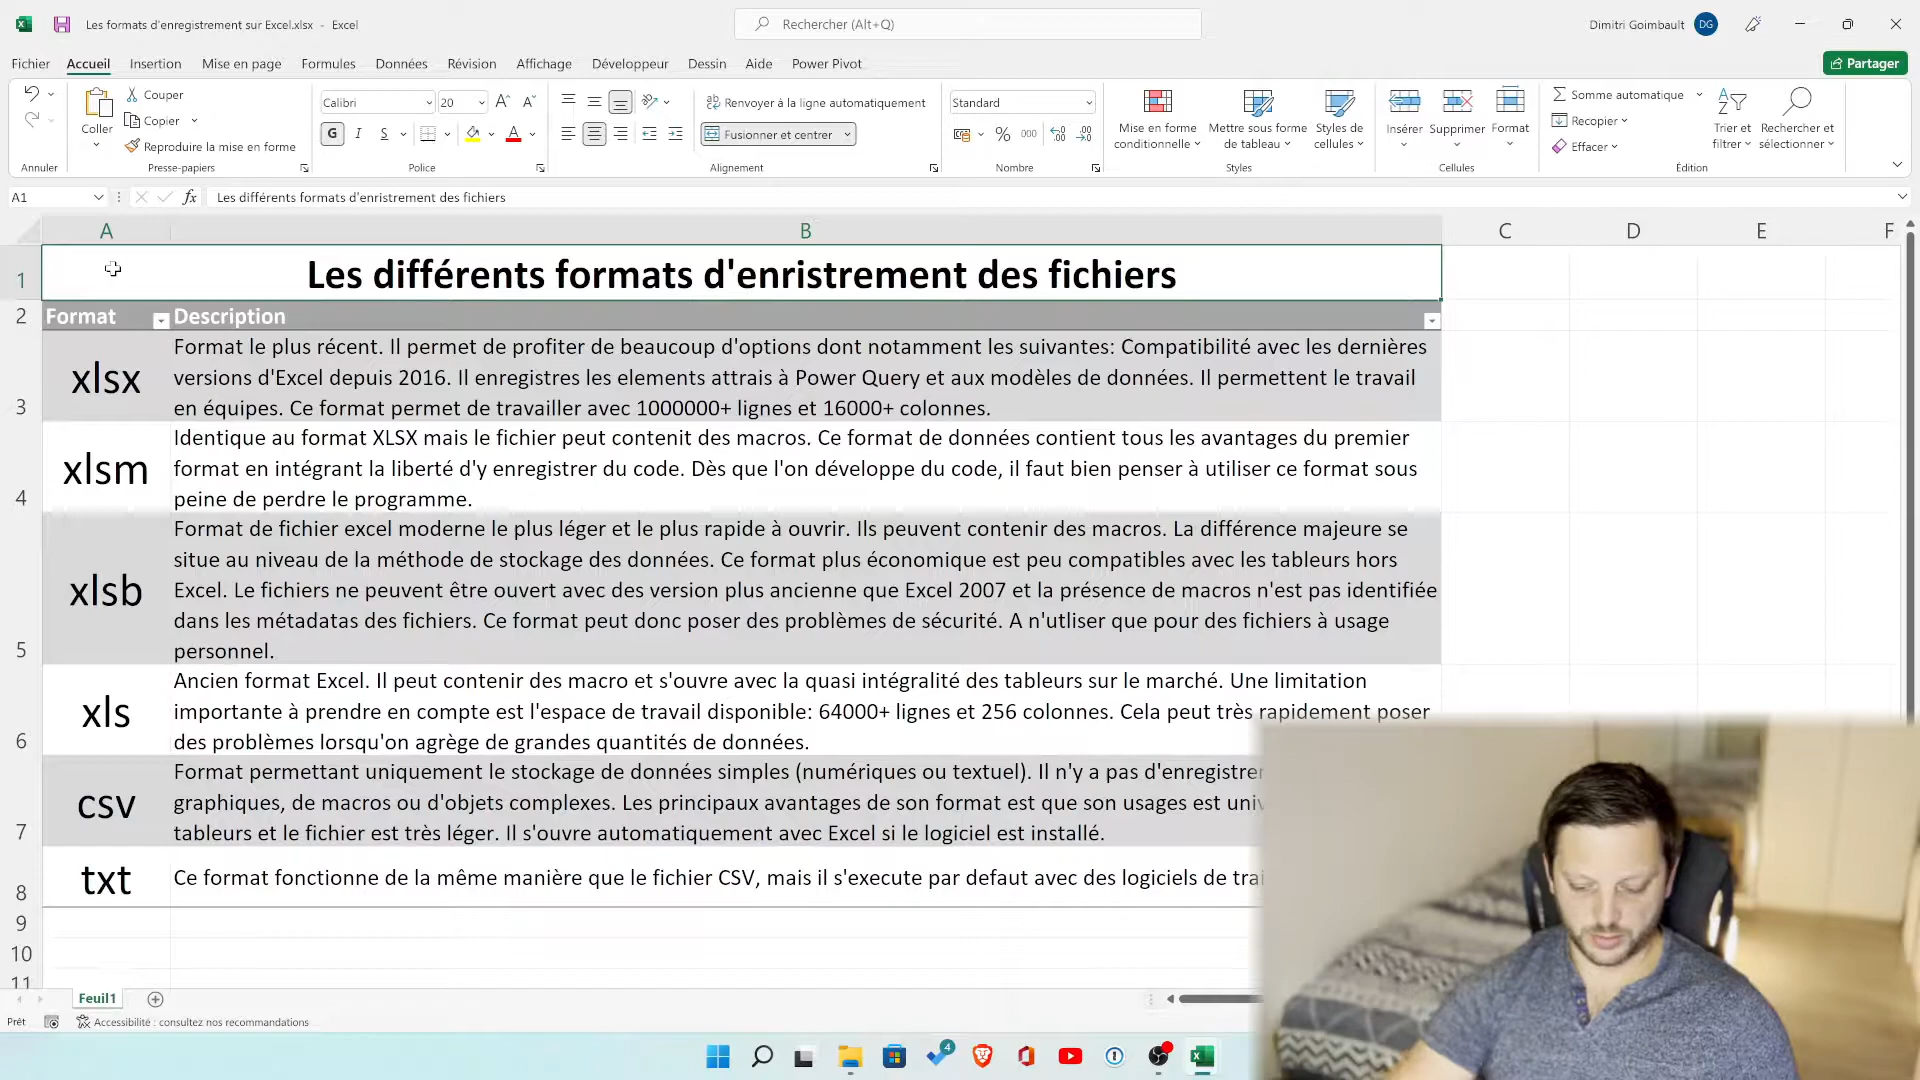 Les formats d'enregistrement sur Excel.xlsx - Excel
Rechercher (Alt+Q)
Dimitri Goimbault
DG
Fichier Accueil Insertion Mise en page Formules Données Révision Affichage Développeur Dessin Aide Power Pivot
Partager
Coller
Couper
Copier
Reproduire la mise en forme
Calibri
20
G I S
Renvoyer à la ligne automatiquement
Fusionner et centrer
Standard
% 000
Mise en forme conditionnelle
Mettre sous forme de tableau
Styles de cellules
Insérer
Supprimer
Format
Somme automatique
Recopier
Effacer
Trier et filtrer
Rechercher et sélectionner
Annuler Presse-papiers Police Alignement Nombre Styles Cellules Édition
A1
fx
Les différents formats d'enristrement des fichiers
A B C D E F
1 Les différents formats d'enristrement des fichiers
2 Format Description
3 xlsx
Format le plus récent. Il permet de profiter de beaucoup d'options dont notamment les suivantes: Compatibilité avec les dernières
versions d'Excel depuis 2016. Il enregistres les elements attrais à Power Query et aux modèles de données. Il permettent le travail
en équipes. Ce format permet de travailler avec 1000000+ lignes et 16000+ colonnes.
4 xlsm
Identique au format XLSX mais le fichier peut contenit des macros. Ce format de données contient tous les avantages du premier
format en intégrant la liberté d'y enregistrer du code. Dès que l'on développe du code, il faut bien penser à utiliser ce format sous
peine de perdre le programme.
5 xlsb
Format de fichier excel moderne le plus léger et le plus rapide à ouvrir. Ils peuvent contenir des macros. La différence majeure se
situe au niveau de la méthode de stockage des données. Ce format plus économique est peu compatibles avec les tableurs hors
Excel. Le fichiers ne peuvent être ouvert avec des version plus ancienne que Excel 2007 et la présence de macros n'est pas identifiée
dans les métadatas des fichiers. Ce format peut donc poser des problèmes de sécurité. A n'utliser que pour des fichiers à usage
personnel.
6 xls
Ancien format Excel. Il peut contenir des macro et s'ouvre avec la quasi intégralité des tableurs sur le marché. Une limitation
importante à prendre en compte est l'espace de travail disponible: 64000+ lignes et 256 colonnes. Cela peut très rapidement poser
des problèmes lorsqu'on agrège de grandes quantités de données.
7 csv
Format permettant uniquement le stockage de données simples (numériques ou textuel). Il n'y a pas d'enregistrer
graphiques, de macros ou d'objets complexes. Les principaux avantages de son format est que son usages est univ
tableurs et le fichier est très léger. Il s'ouvre automatiquement avec Excel si le logiciel est installé.
8 txt
Ce format fonctionne de la même manière que le fichier CSV, mais il s'execute par defaut avec des logiciels de trai
9
10
11
Feuil1
Prêt
Accessibilité : consultez nos recommandations
4